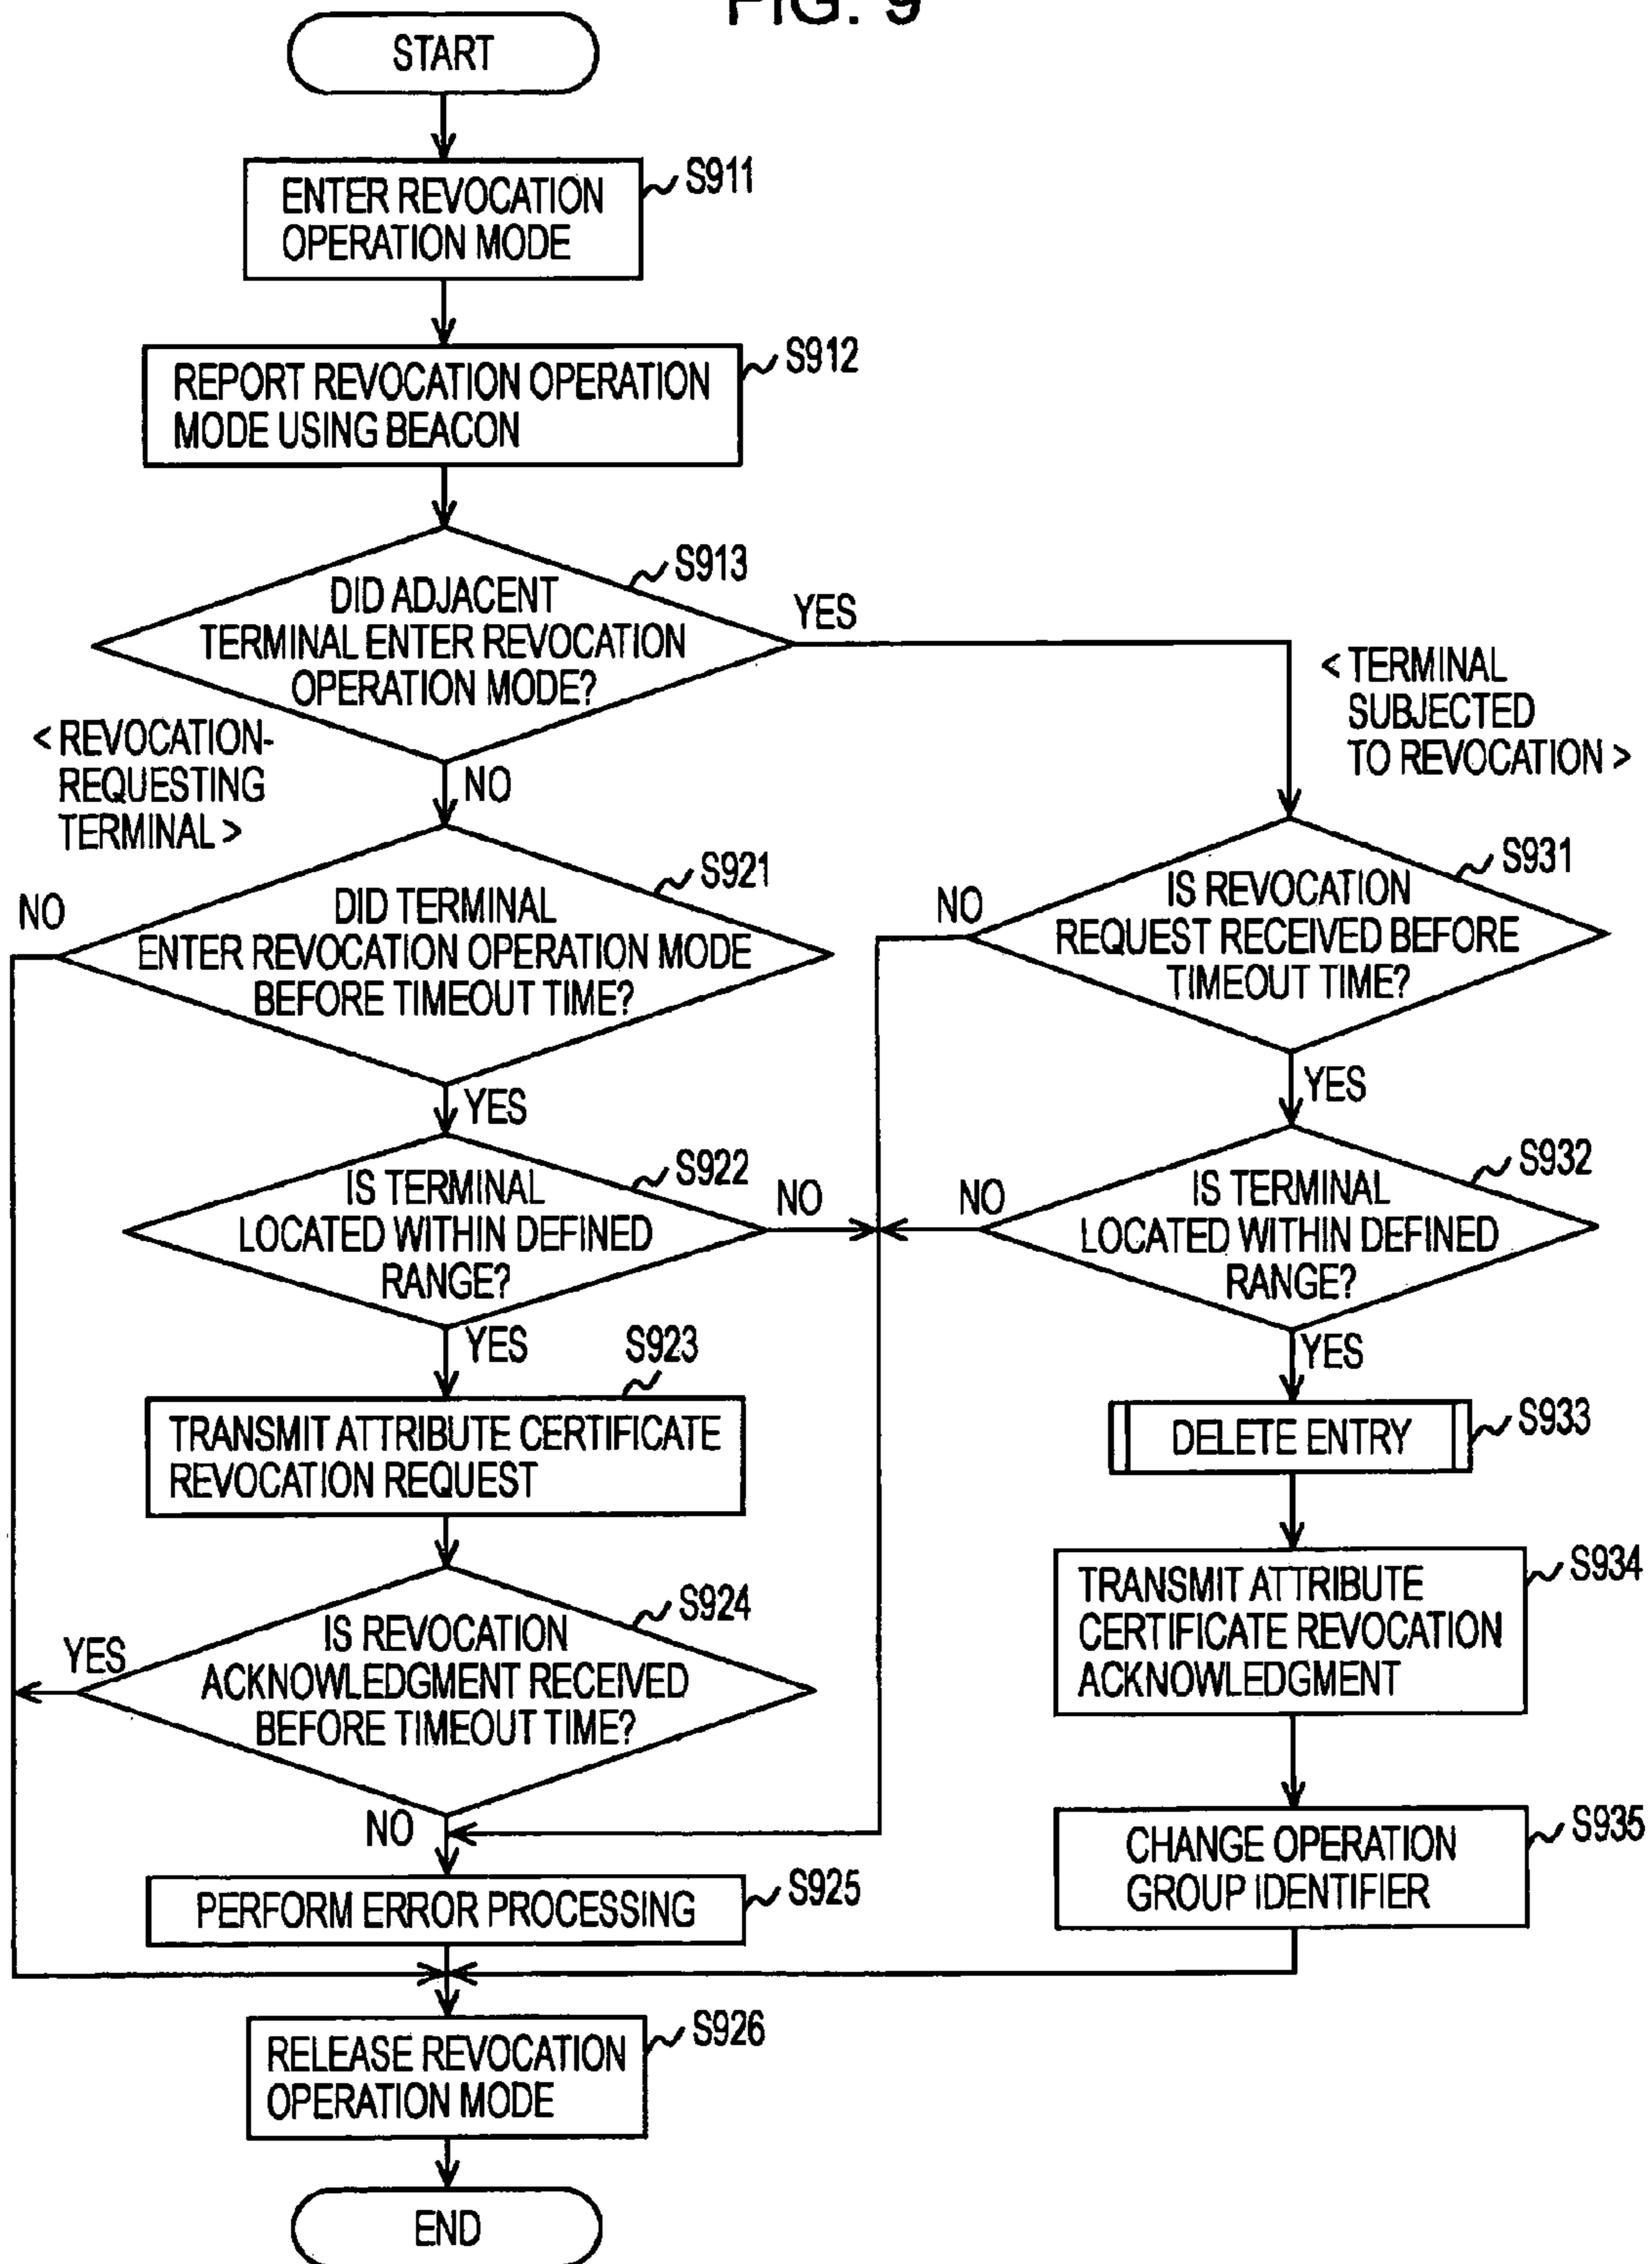 FIG. 9
START
S911
ENTER REVOCATION
OPERATION MODE
S912
REPORT REVOCATION OPERATION
MODE USING BEACON
S913
DID ADJACENT
TERMINAL ENTER REVOCATION
OPERATION MODE?
YES
< TERMINAL
SUBJECTED
TO REVOCATION >
< REVOCATION-
REQUESTING
TERMINAL >
NO
S921
DID TERMINAL
ENTER REVOCATION OPERATION MODE
BEFORE TIMEOUT TIME?
NO
YES
S931
IS REVOCATION
REQUEST RECEIVED BEFORE
TIMEOUT TIME?
NO
YES
S922
IS TERMINAL
LOCATED WITHIN DEFINED
RANGE?
NO
YES
S932
IS TERMINAL
LOCATED WITHIN DEFINED
RANGE?
NO
YES
S923
TRANSMIT ATTRIBUTE CERTIFICATE
REVOCATION REQUEST
S933
DELETE ENTRY
S924
IS REVOCATION
ACKNOWLEDGMENT RECEIVED
BEFORE TIMEOUT TIME?
YES
NO
S934
TRANSMIT ATTRIBUTE
CERTIFICATE REVOCATION
ACKNOWLEDGMENT
S925
PERFORM ERROR PROCESSING
S935
CHANGE OPERATION
GROUP IDENTIFIER
S926
RELEASE REVOCATION
OPERATION MODE
END